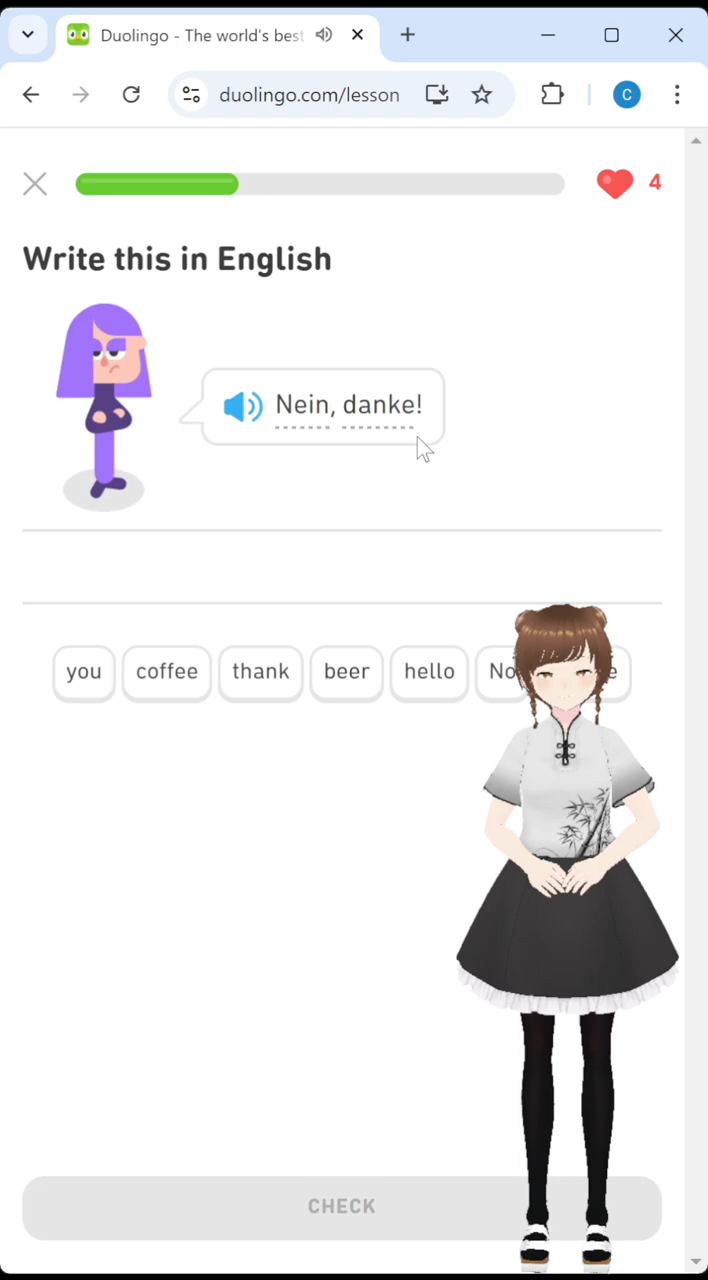 Duolingo - The world's best
duolingo.com/lesson
C
4
Write this in English
Nein, danke!
you coffee thank beer hello
CHECK